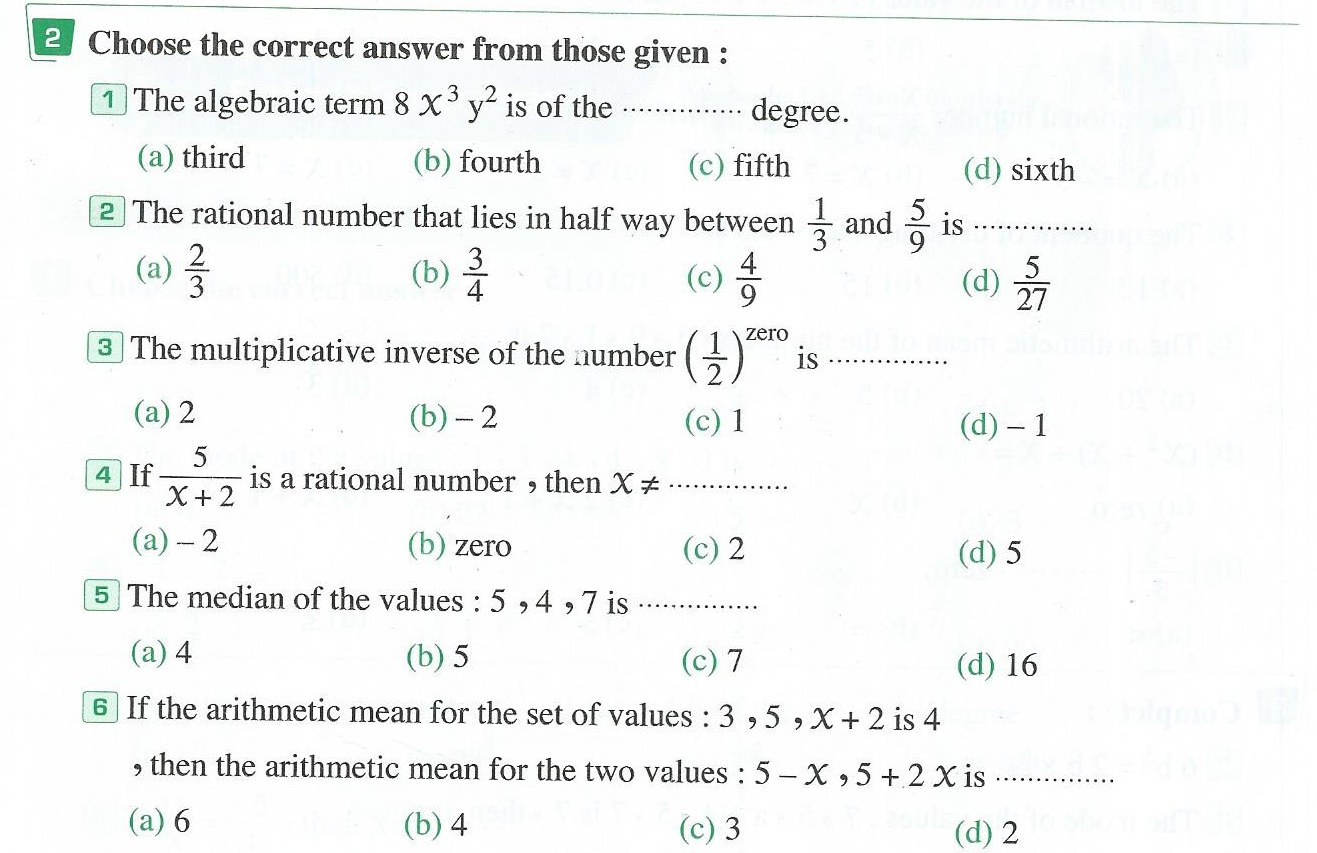 2 Choose the correct answer from those given :
1 The algebraic term 8 X³ y² is of the ·············· degree.
(a) third (b) fourth (c) fifth (d) sixth
2 The rational number that lies in half way between 1/3 and 5/9 is ··············
(a) 2/3 (b) 3/4 (c) 4/9 (d) 5/27
3 The multiplicative inverse of the number (1/2)^zero is ··············
(a) 2 (b) – 2 (c) 1 (d) – 1
4 If 5/(X + 2) is a rational number , then X ≠ ··············
(a) – 2 (b) zero (c) 2 (d) 5
5 The median of the values : 5 , 4 , 7 is ··············
(a) 4 (b) 5 (c) 7 (d) 16
6 If the arithmetic mean for the set of values : 3 , 5 , X + 2 is 4
, then the arithmetic mean for the two values : 5 – X , 5 + 2 X is ··············
(a) 6 (b) 4 (c) 3 (d) 2